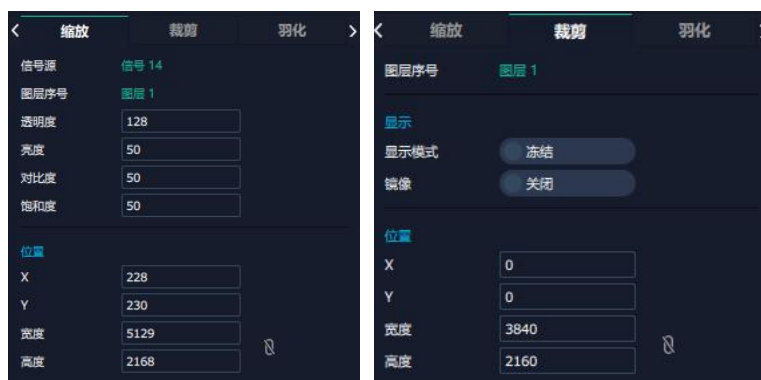 缩放 裁剪 羽化
信号源 信号 14
图层序号 图层 1
透明度 128
亮度 50
对比度 50
饱和度 50
位置
X 228
Y 230
宽度 5129
高度 2168
缩放 裁剪 羽化
图层序号 图层 1
显示
显示模式 冻结
镜像 关闭
位置
X 0
Y 0
宽度 3840
高度 2160